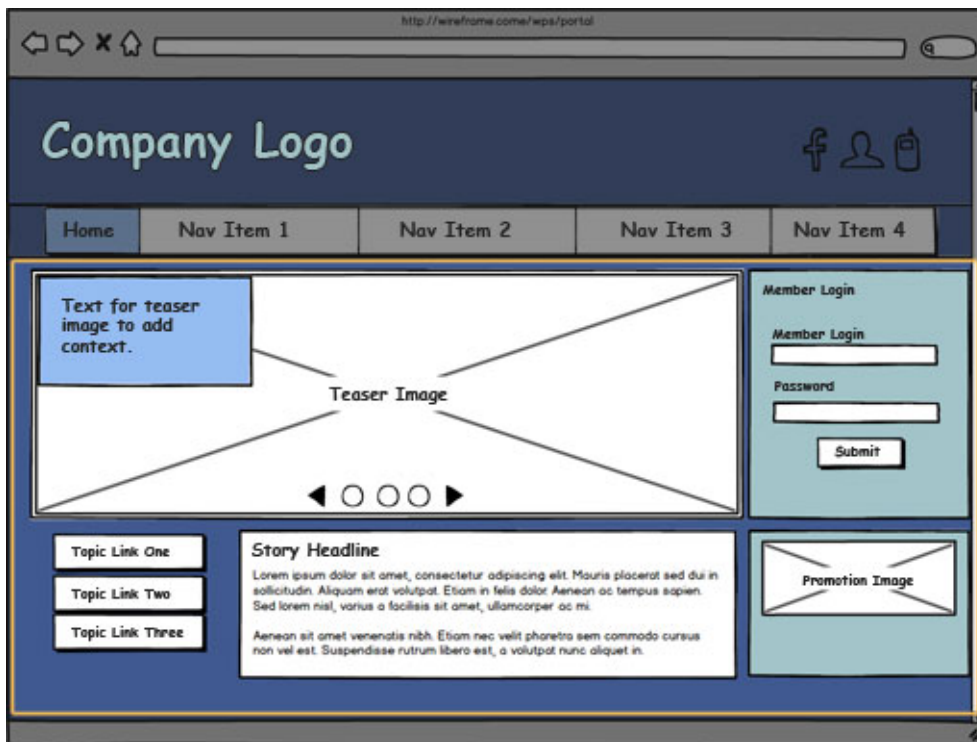 http://wireframe.come/wps/portal
Company Logo
Home
Nav Item 1
Nav Item 2
Nav Item 3
Nav Item 4
Text for teaser
image to add
context.
Teaser Image
Member Login
Member Login
Password
Submit
Topic Link One
Topic Link Two
Topic Link Three
Story Headline
Lorem ipsum dolor sit amet, consectetur adipiscing elit. Mauris placerat sed dui in
sollicitudin. Aliquam erat volutpat. Etiam in felis dolor. Aenean ac tempus sapien.
Sed lorem nisl, varius a facilisis sit amet, ullamcorper ac mi.
Aenean sit amet venenatis nibh. Etiam nec velit pharetra sem commodo cursus
non vel est. Suspendisse rutrum libero est, a volutpat nunc aliquet in.
Promotion Image